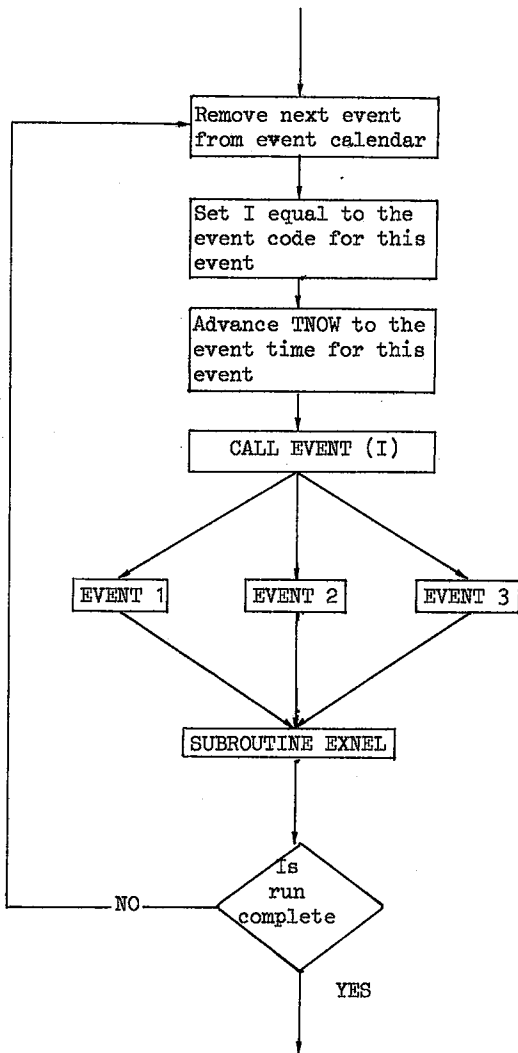 Remove next event
from event calendar
Set I equal to the
event code for this
event
Advance TNOW to the
event time for this
event
CALL EVENT (I)
EVENT 1
EVENT 2
EVENT 3
SUBROUTINE EXNEL
Is
run
complete
NO
YES